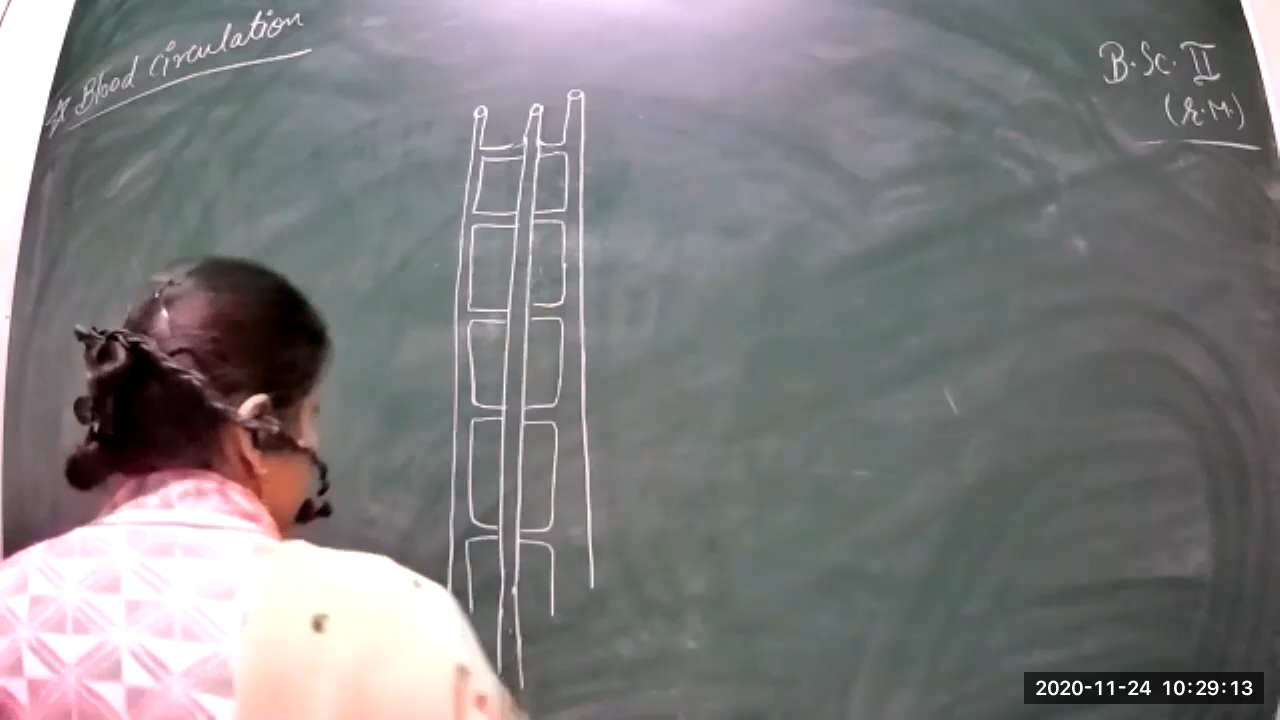 * Blood circulation
B.Sc. II
(r.M.)
2020-11-24 10:29:13